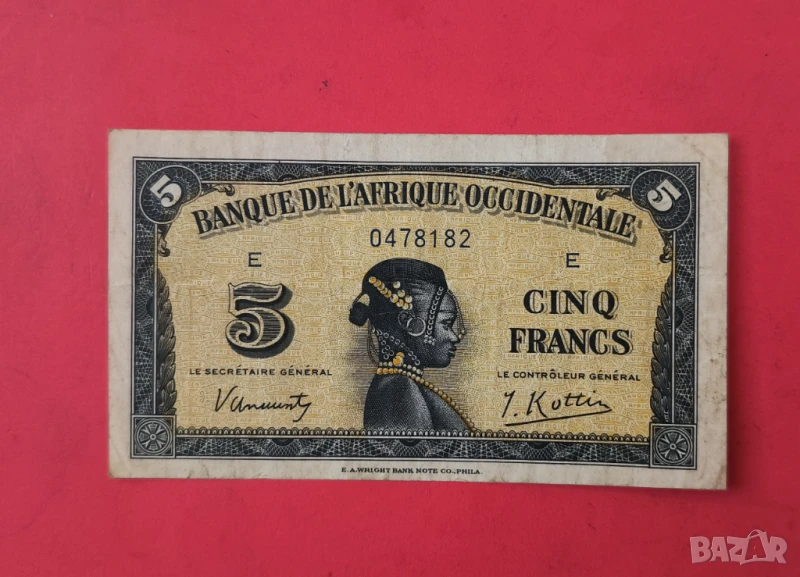 5 5
BANQUE DE L'AFRIQUE OCCIDENTALE
0478182
E E
5 CINQ
FRANCS
LE SECRÉTAIRE GÉNÉRAL LE CONTRÔLEUR GÉNÉRAL
J. Kottin
E.A.WRIGHT BANK NOTE CO., PHILA.
BAZAR